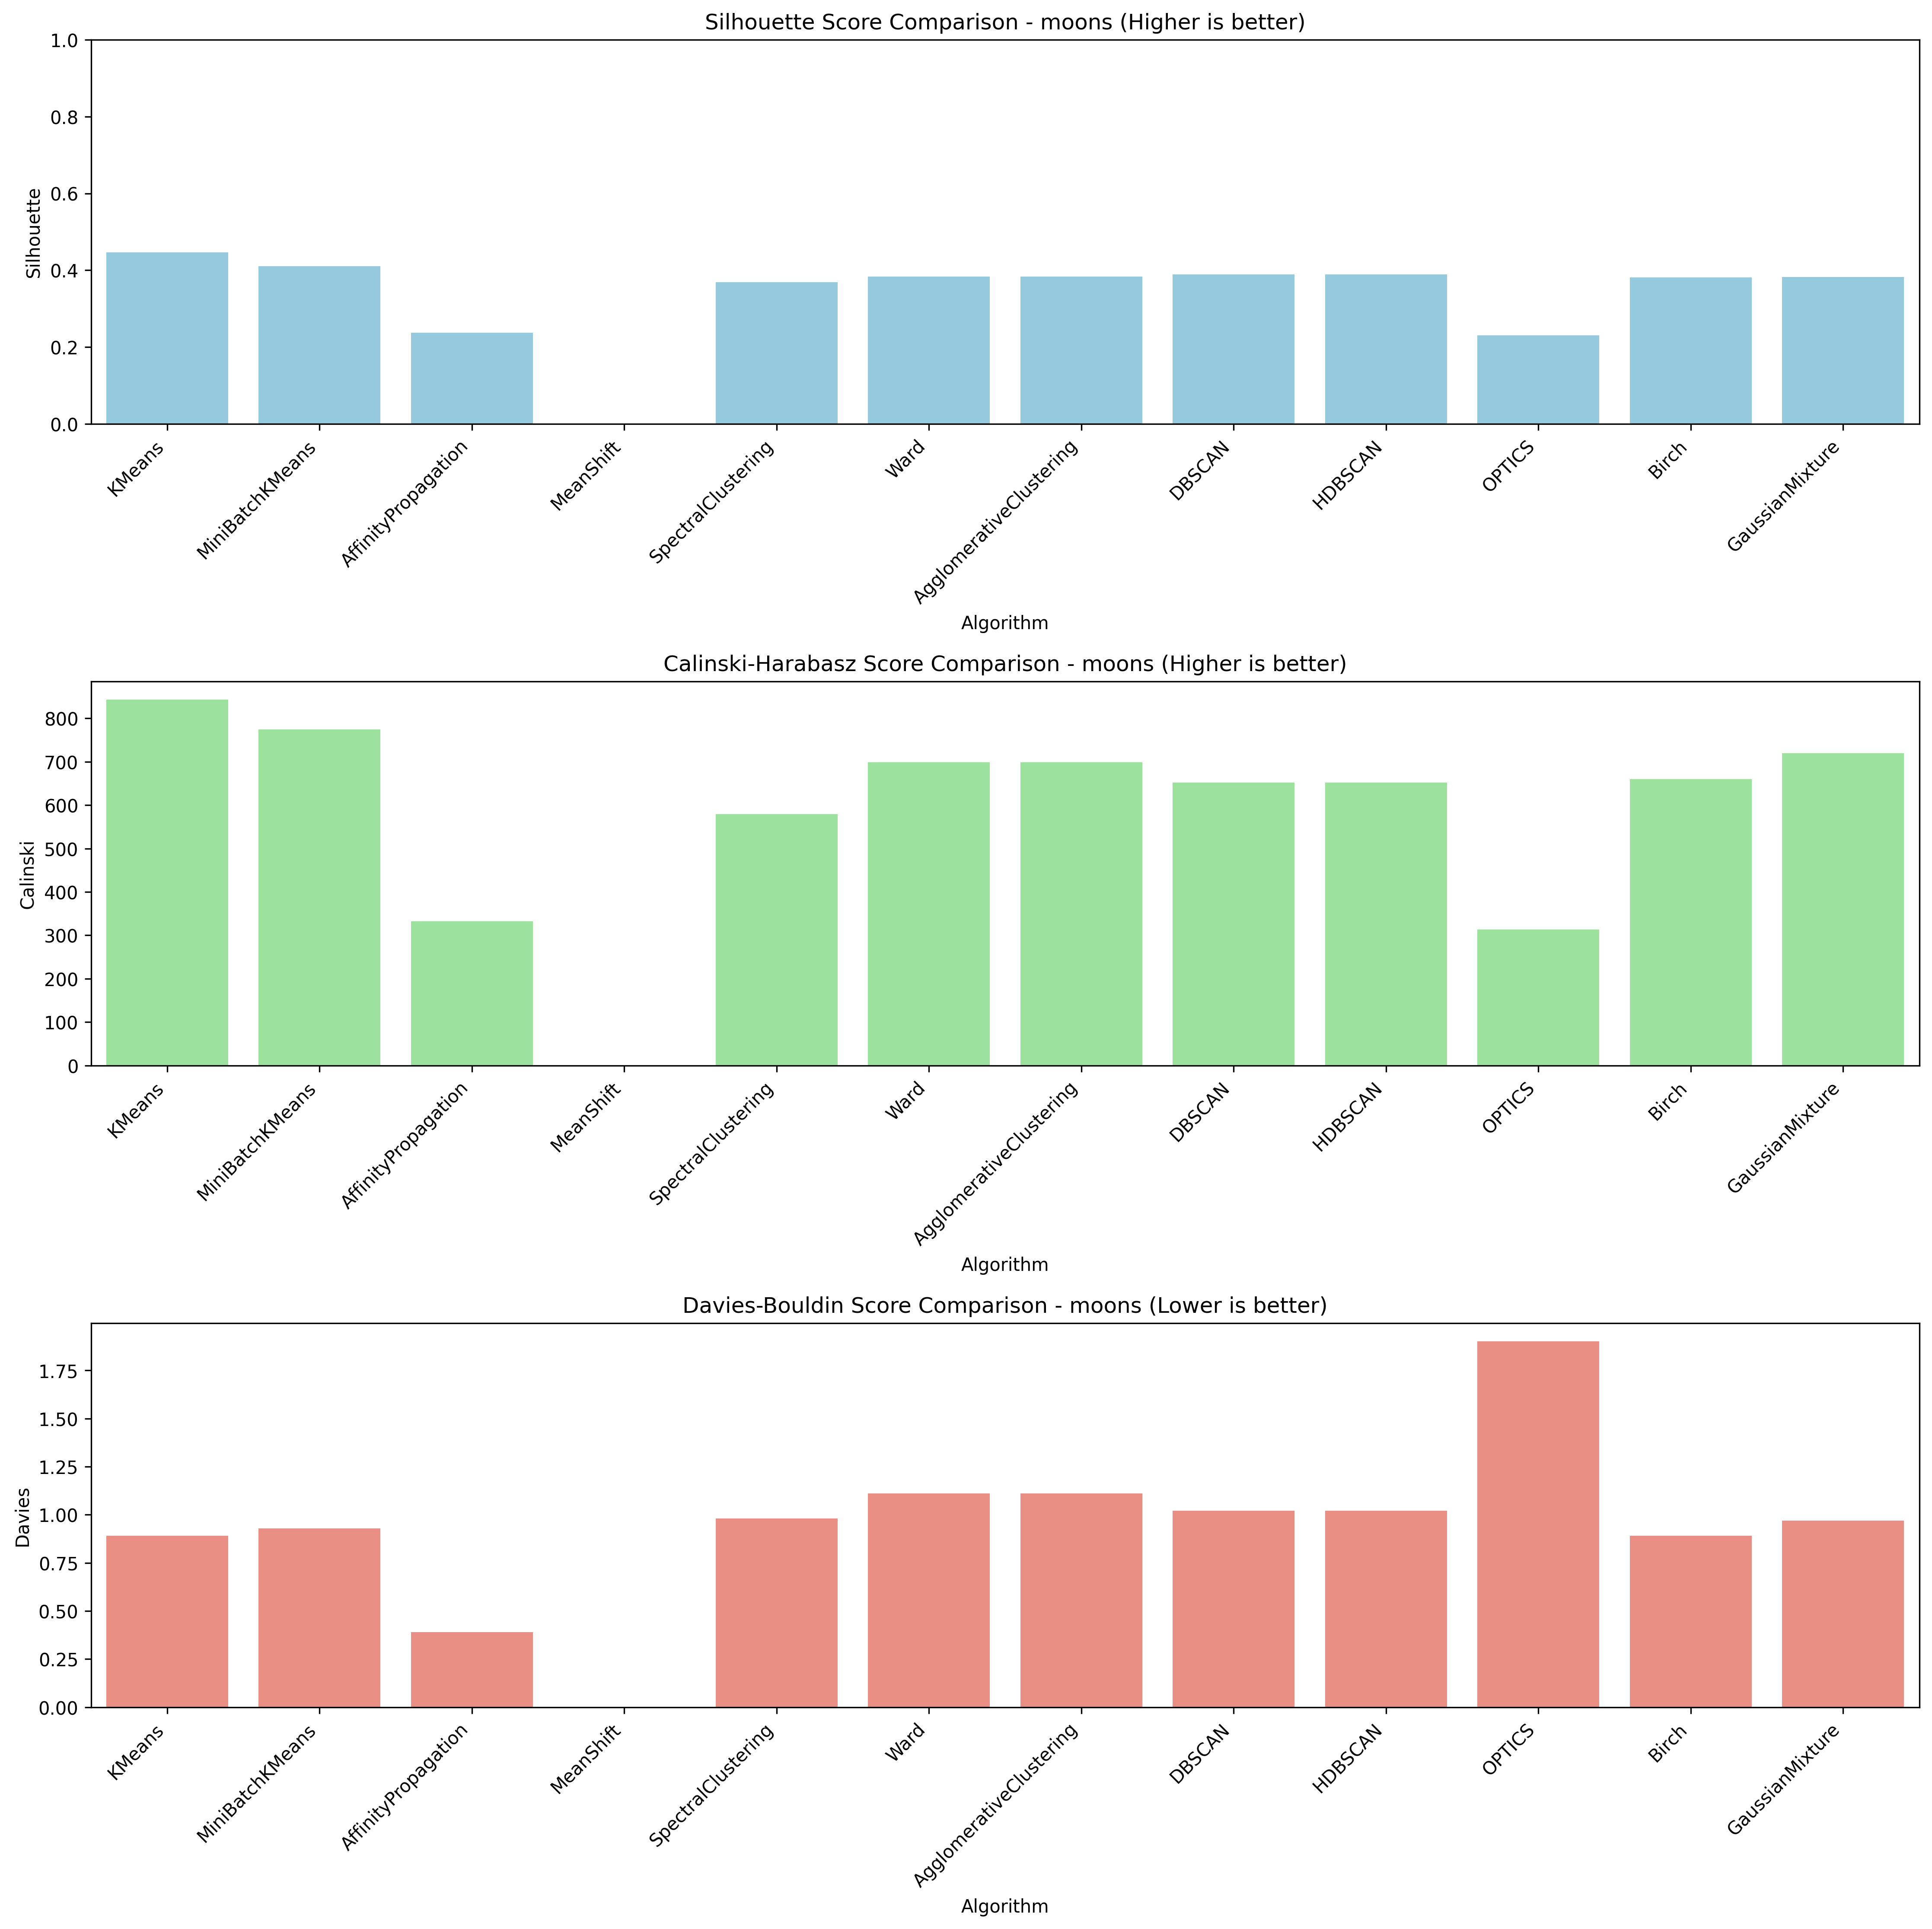 Silhouette Score Comparison - moons (Higher is better)
1.0
0.8
0.6
0.4
0.2
0.0
Silhouette
KMeans
MiniBatchKMeans
AffinityPropagation
MeanShift
SpectralClustering
Ward
AgglomerativeClustering
DBSCAN
HDBSCAN
OPTICS
Birch
GaussianMixture
Algorithm
Calinski-Harabasz Score Comparison - moons (Higher is better)
800
700
600
500
400
300
200
100
0
Calinski
KMeans
MiniBatchKMeans
AffinityPropagation
MeanShift
SpectralClustering
Ward
AgglomerativeClustering
DBSCAN
HDBSCAN
OPTICS
Birch
GaussianMixture
Algorithm
Davies-Bouldin Score Comparison - moons (Lower is better)
1.75
1.50
1.25
1.00
0.75
0.50
0.25
0.00
Davies
KMeans
MiniBatchKMeans
AffinityPropagation
MeanShift
SpectralClustering
Ward
AgglomerativeClustering
DBSCAN
HDBSCAN
OPTICS
Birch
GaussianMixture
Algorithm